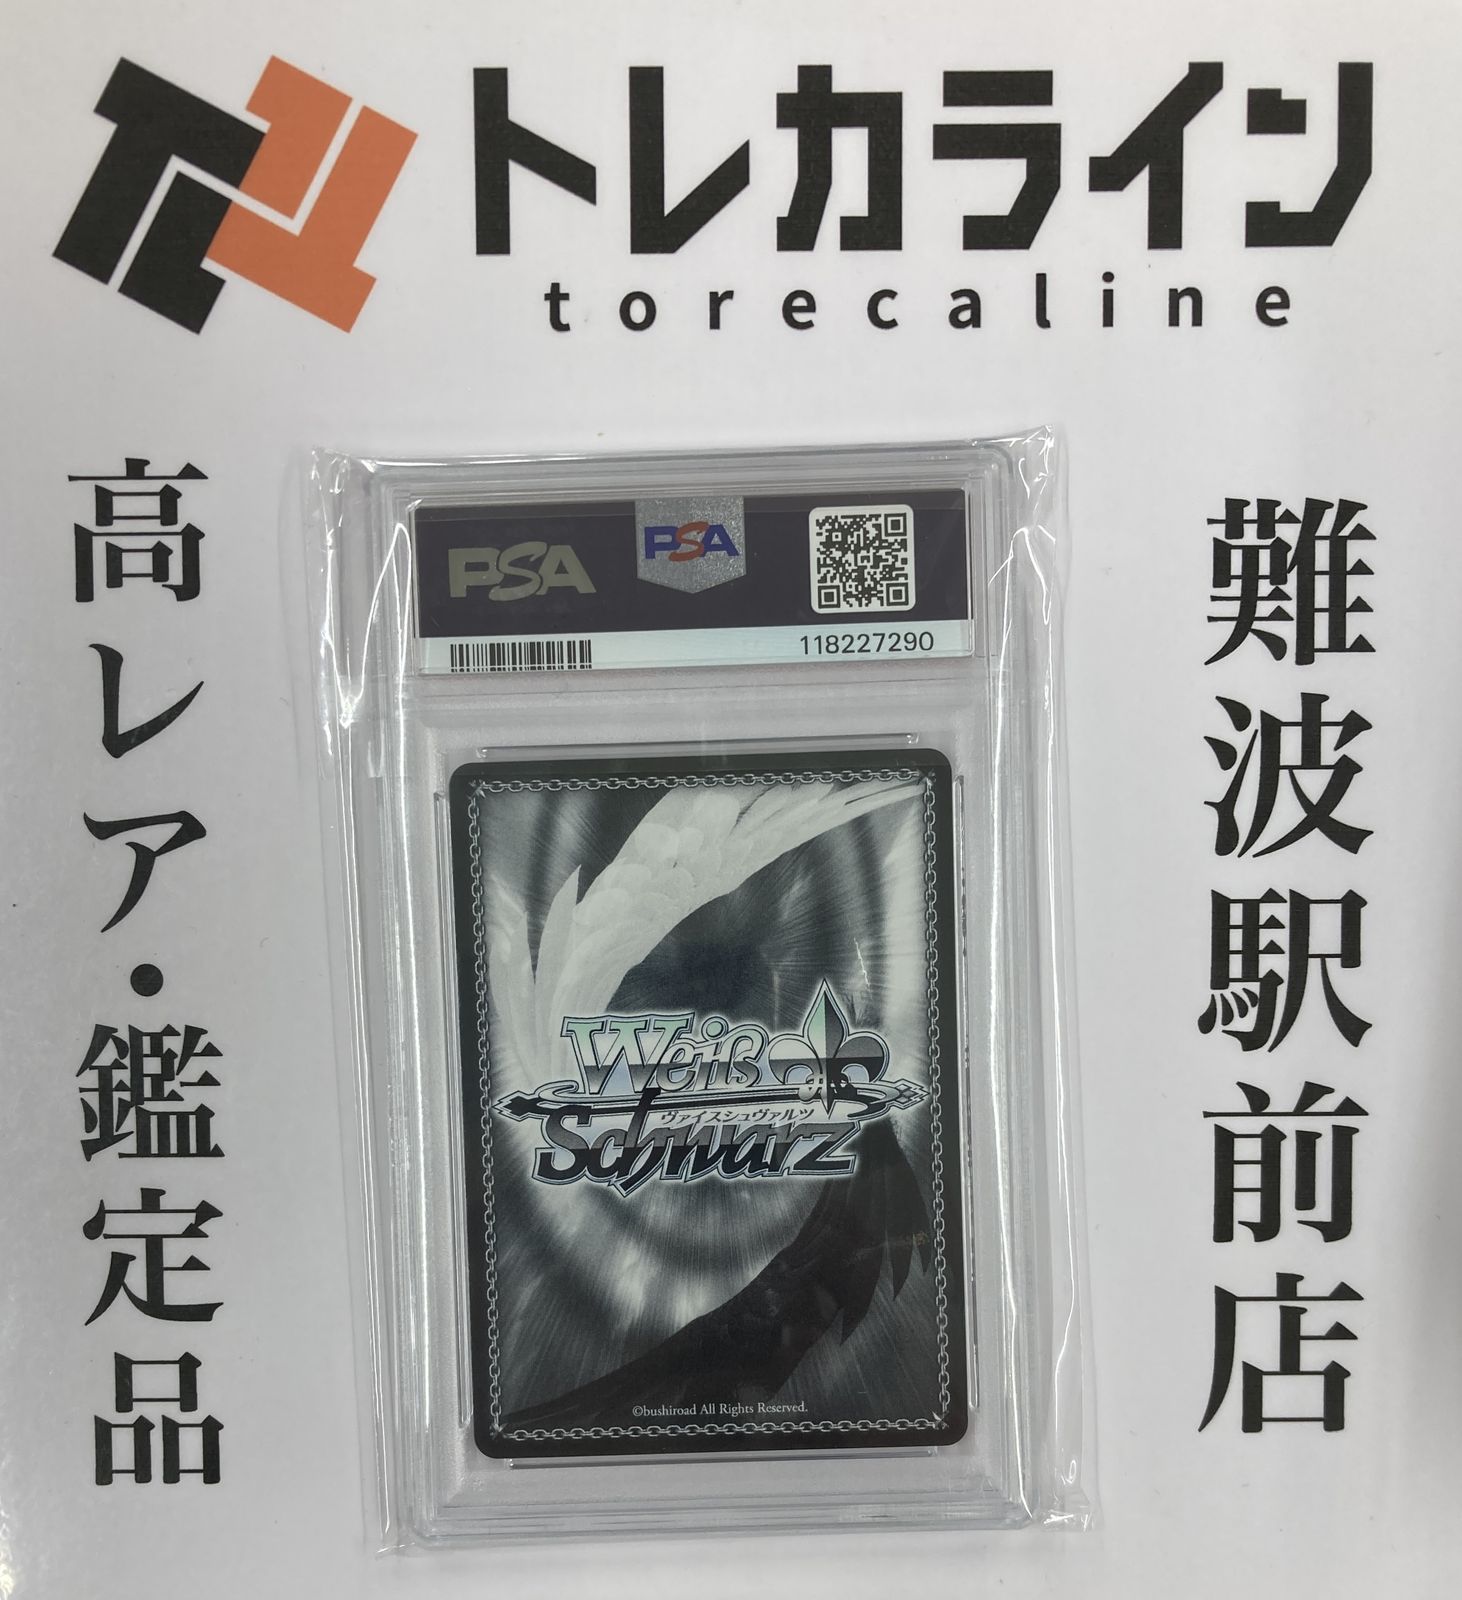 トレカライン
torecaline
高レア・鑑定品
難波駅前店
PSA
PSA
118227290
Weiß
ヴァイスシュヴァルツ
Schwarz
©bushiroad All Rights Reserved.